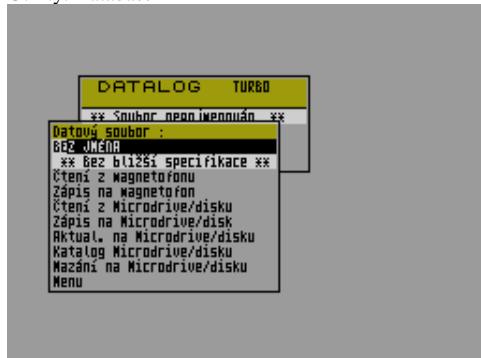 DATALOG TURBO
** Soubor nepojmenován **
Datový soubor :
BEZ JMÉNA
** Bez bližší specifikace **
Čtení z magnetofonu
Zápis na magnetofon
Čtení z Microdrive/disku
Zápis na Microdrive/disk
Aktual. na Microdrive/disku
Katalog Microdrive/disku
Mazání na Microdrive/disku
Menu